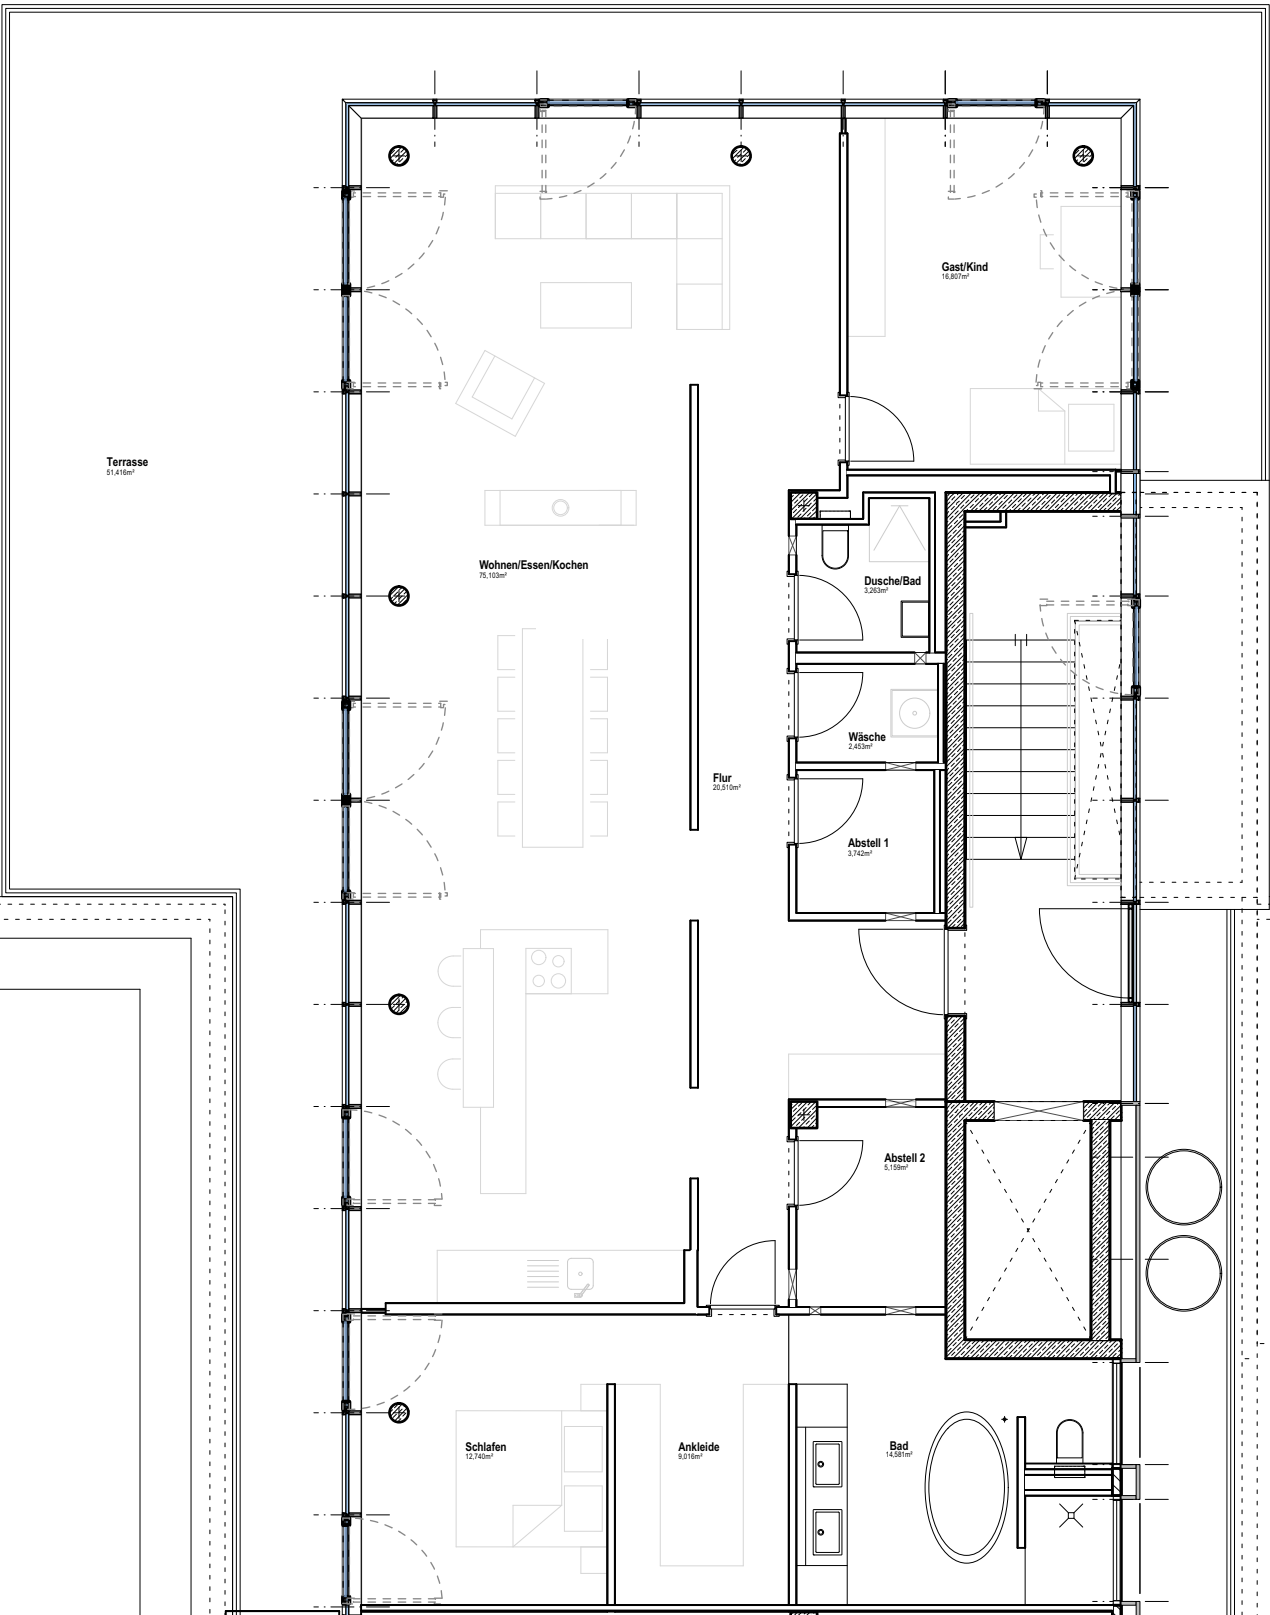 Gast/Kind
16,807m²
Terrasse
51,416m²
Wohnen/Essen/Kochen
75,103m²
Dusche/Bad
3,263m²
Wäsche
2,453m²
Flur
20,510m²
Abstell 1
3,742m²
Abstell 2
5,159m²
Schlafen
12,740m²
Ankleide
9,016m²
Bad
14,581m²